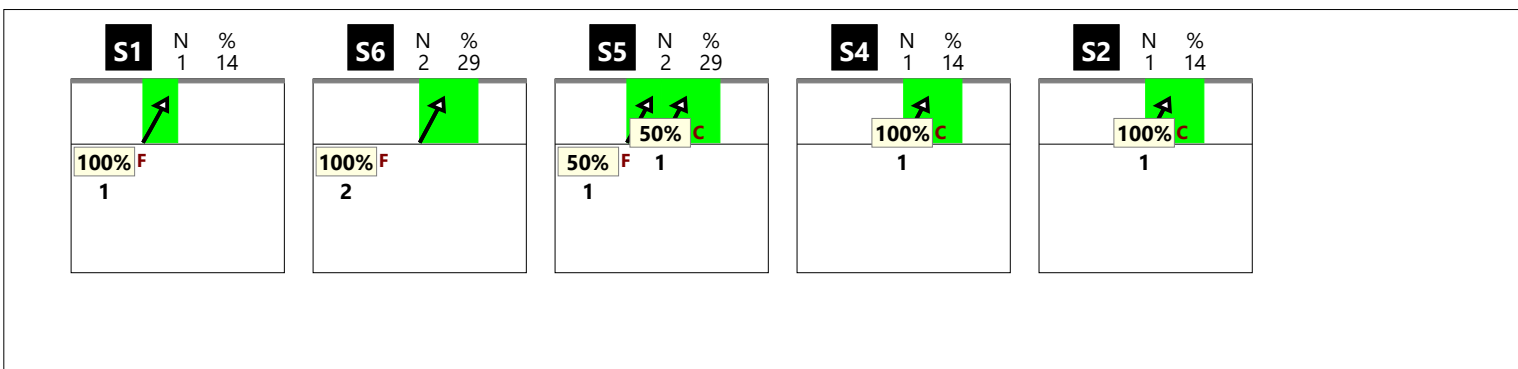 S1 N %
1 14
100% F
1
S6 N %
2 29
100% F
2
S5 N %
2 29
50% C
1
50% F
1
S4 N %
1 14
100% C
1
S2 N %
1 14
100% C
1